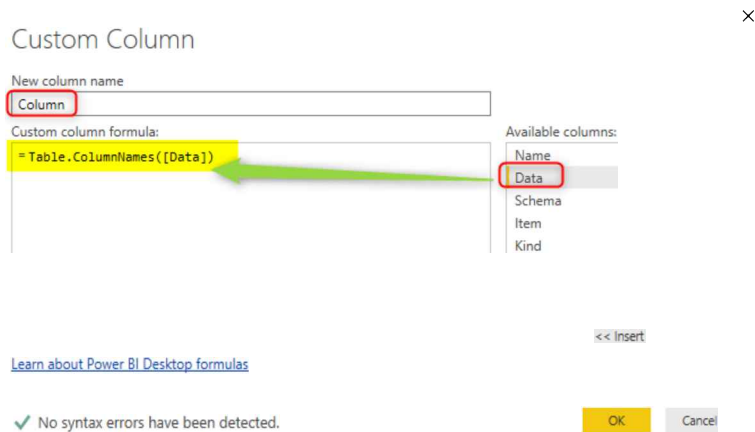 Custom Column
New column name
Column
Custom column formula:
Available columns:
= Table.ColumnNames([Data])
Name
Data
Schema
Item
Kind
<< Insert
Learn about Power BI Desktop formulas
No syntax errors have been detected.
OK
Cancel